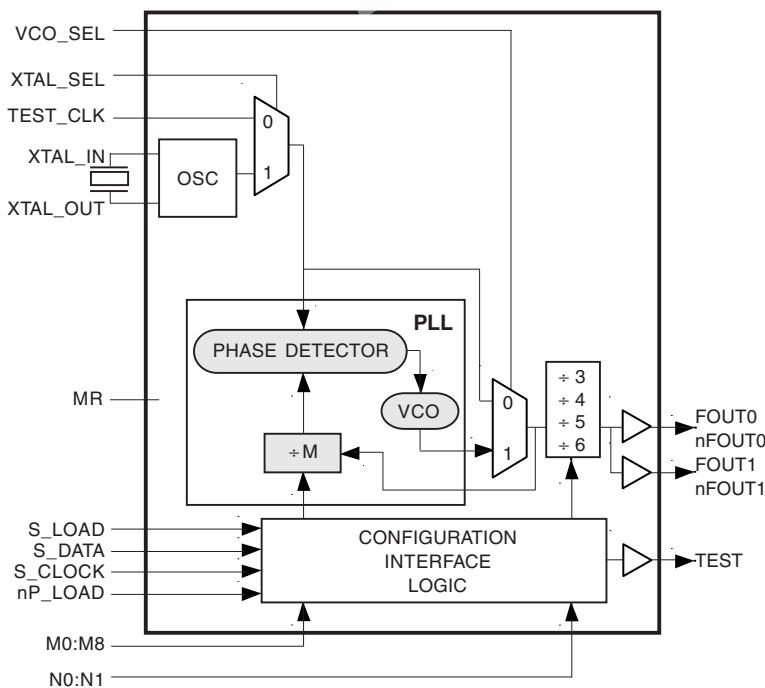 VCO_SEL
XTAL_SEL
TEST_CLK
0
XTAL_IN
OSC
1
XTAL_OUT
PLL
PHASE DETECTOR
÷ 3
÷ 4
÷ 5
÷ 6
MR
VCO
0
1
FOUT0
nFOUT0
FOUT1
nFOUT1
÷ M
S_LOAD
S_DATA
S_CLOCK
nP_LOAD
CONFIGURATION
INTERFACE
LOGIC
TEST
M0:M8
N0:N1